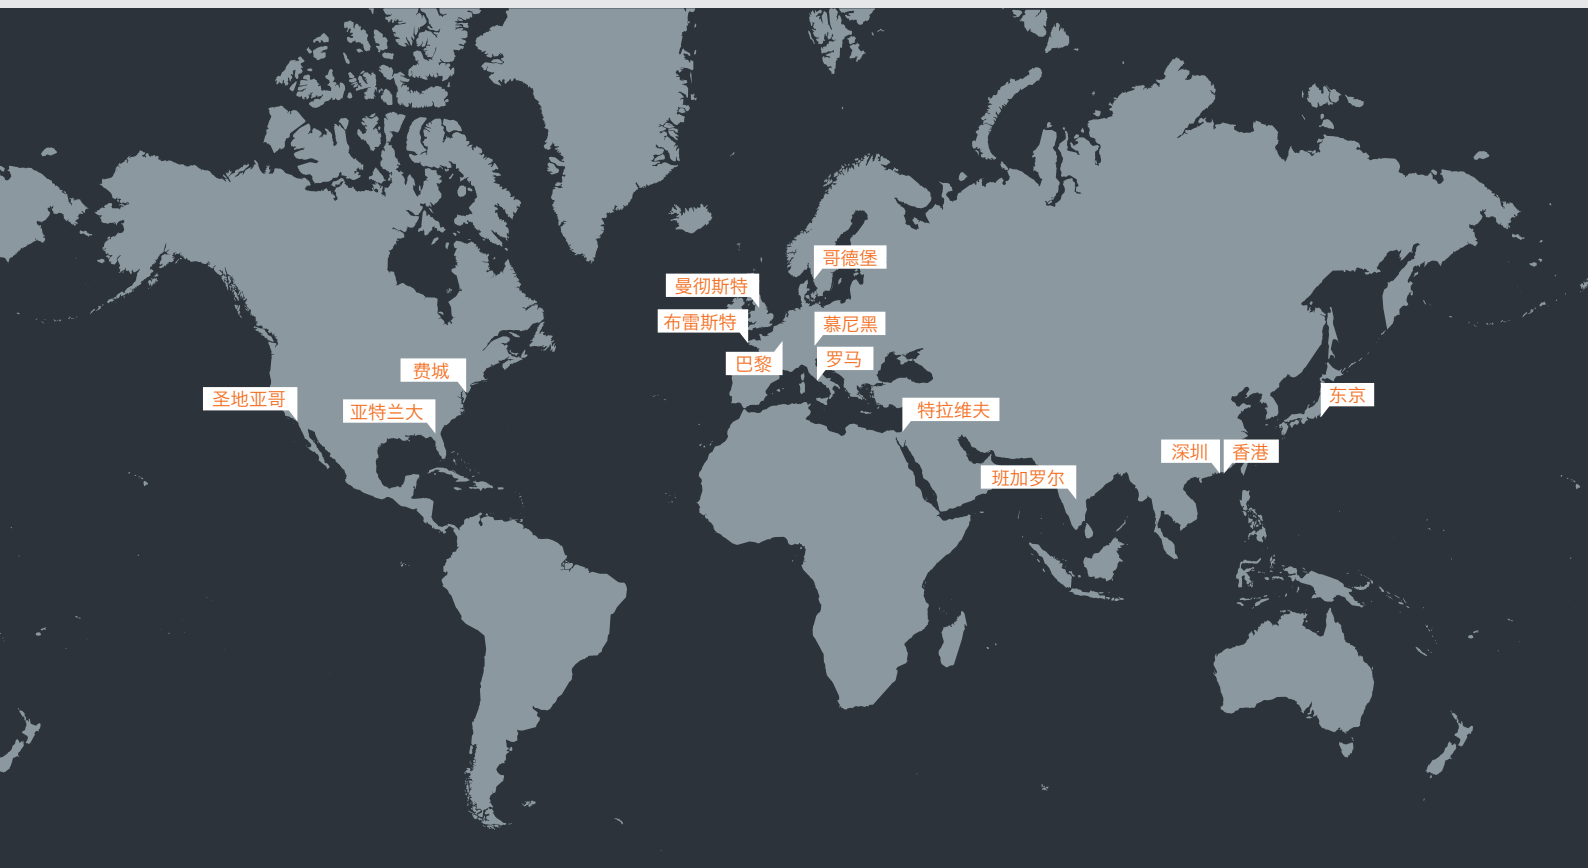 哥德堡
曼彻斯特
布雷斯特
慕尼黑
巴黎
罗马
费城
圣地亚哥
亚特兰大
特拉维夫
东京
深圳
香港
班加罗尔